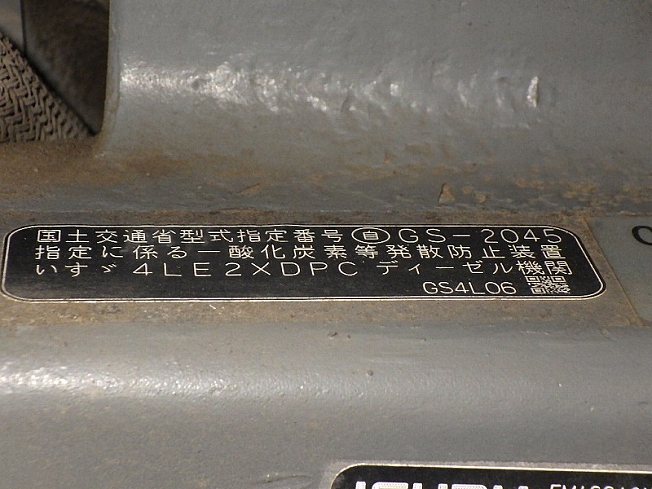 国土交通省型式指定番号 ㊀GS-2045
指定に係る一酸化炭素等発散防止装置
いすゞ 4LE2XDPC ディーゼル機関
GS4L06